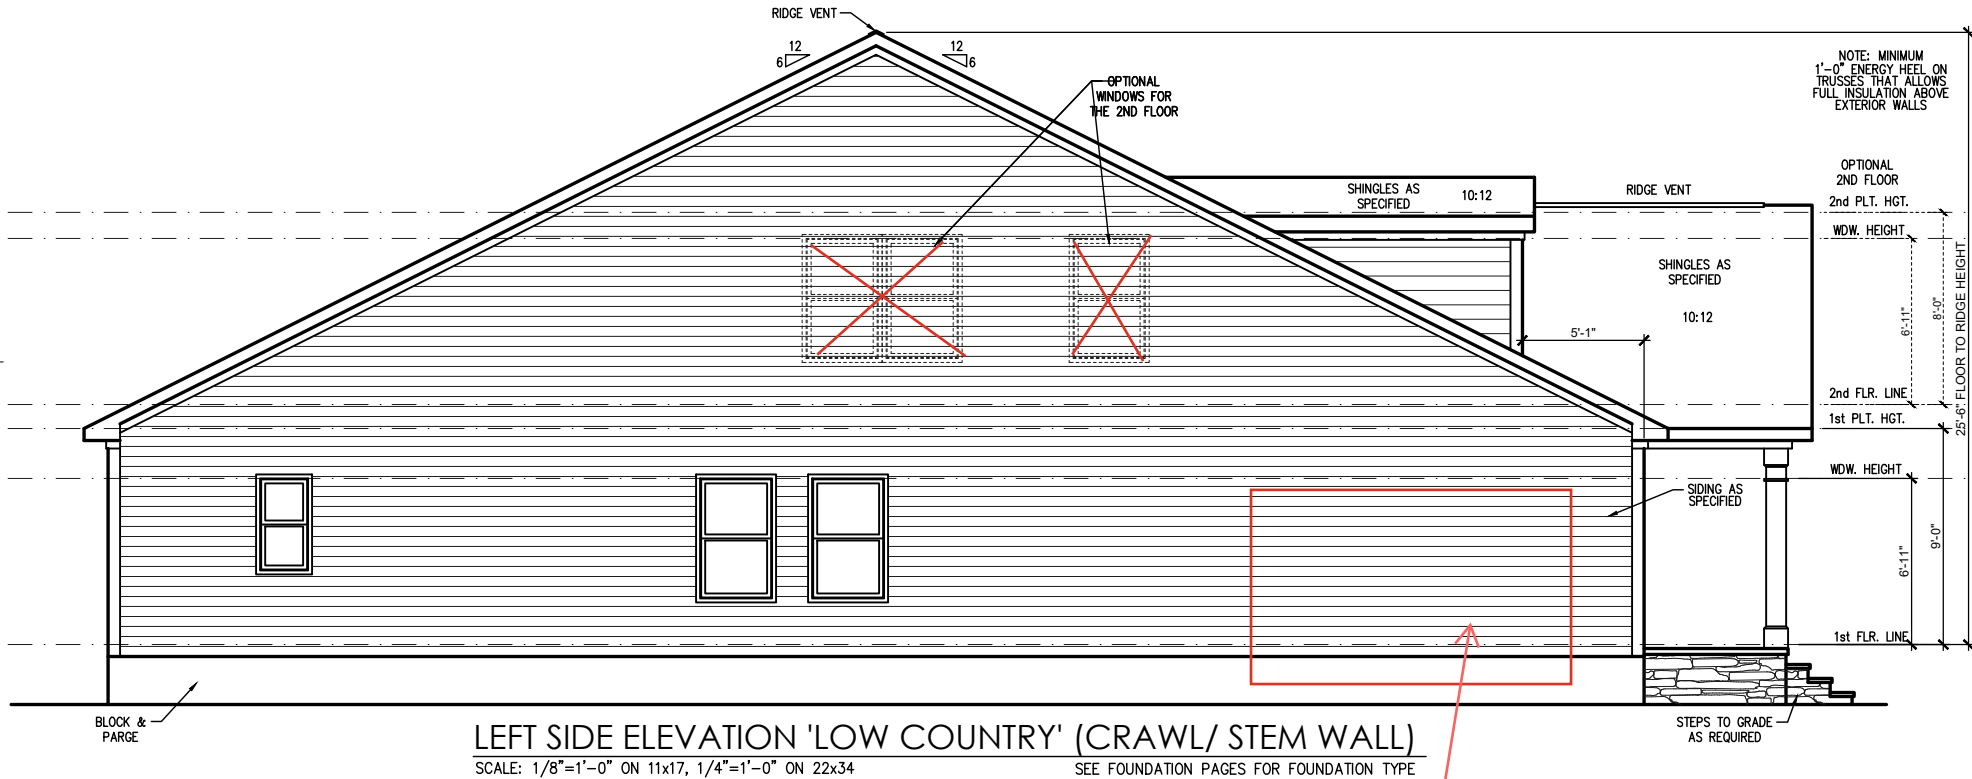 RIDGE VENT
12
6
12
6
OPTIONAL
WINDOWS FOR
THE 2ND FLOOR
NOTE: MINIMUM
1'-0" ENERGY HEEL ON
TRUSSES THAT ALLOWS
FULL INSULATION ABOVE
EXTERIOR WALLS
OPTIONAL
2ND FLOOR
SHINGLES AS
SPECIFIED
10:12
RIDGE VENT
2nd PLT. HGT.
WDW. HEIGHT
SHINGLES AS
SPECIFIED
10:12
5'-1"
6'-11"
8'-0"
25'-6" FLOOR TO RIDGE HEIGHT
2nd FLR. LINE
1st PLT. HGT.
WDW. HEIGHT
SIDING AS
SPECIFIED
6'-11"
9'-0"
1st FLR. LINE
BLOCK &
PARGE
STEPS TO GRADE
AS REQUIRED
LEFT SIDE ELEVATION 'LOW COUNTRY' (CRAWL/ STEM WALL)
SCALE: 1/8"=1'-0" ON 11x17, 1/4"=1'-0" ON 22x34
SEE FOUNDATION PAGES FOR FOUNDATION TYPE